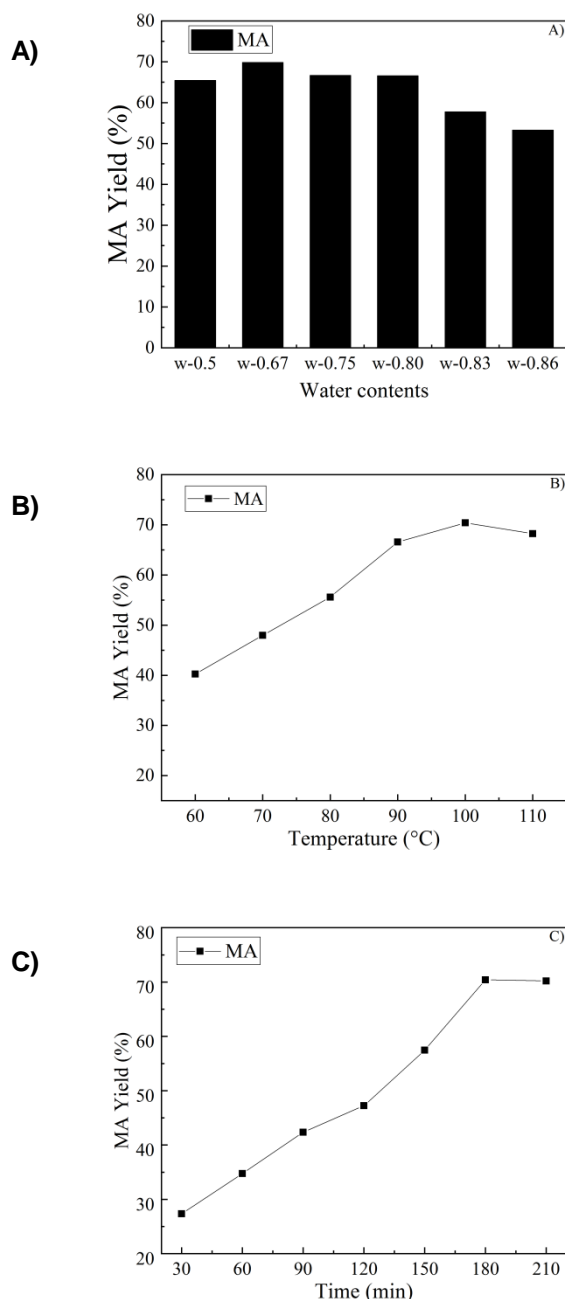 A)
A)
MA
80
70
60
50
40
30
20
10
0
MA Yield (%)
w-0.5 w-0.67 w-0.75 w-0.80 w-0.83 w-0.86
Water contents
B)
B)
MA
80
70
60
50
40
30
20
MA Yield (%)
60 70 80 90 100 110
Temperature (°C)
C)
C)
MA
80
70
60
50
40
30
20
MA Yield (%)
30 60 90 120 150 180 210
Time (min)